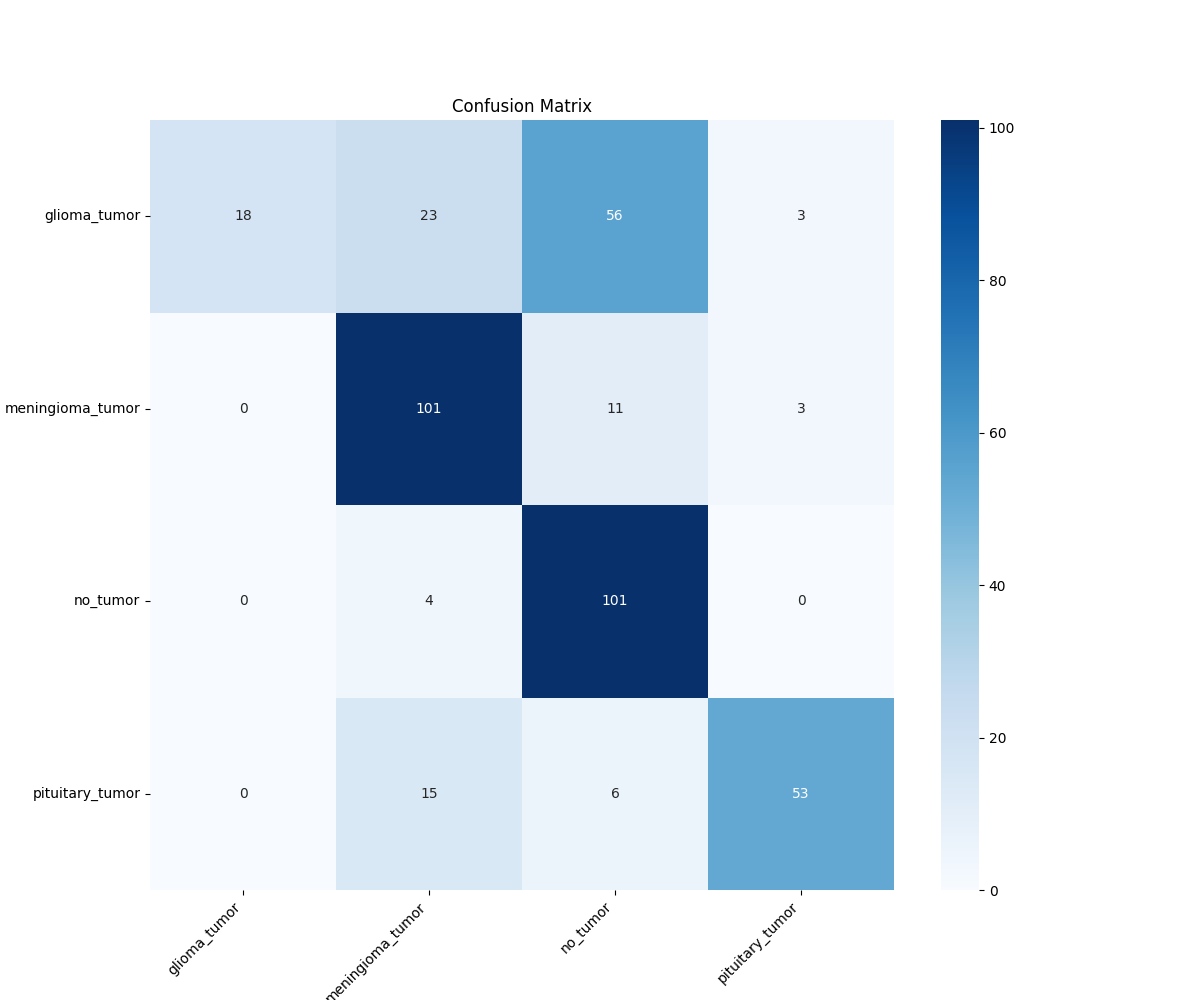 Confusion Matrix
glioma_tumor 18 23 56 3
meningioma_tumor 0 101 11 3
no_tumor 0 4 101 0
pituitary_tumor 0 15 6 53
glioma_tumor meningioma_tumor no_tumor pituitary_tumor
100
80
60
40
20
0